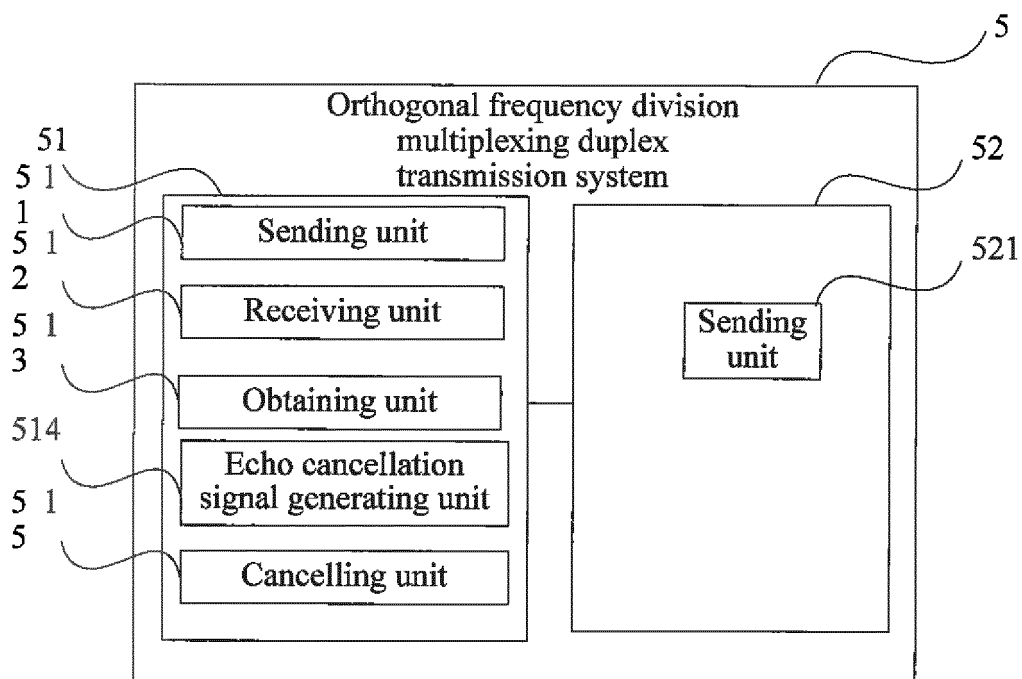 5
Orthogonal frequency division
multiplexing duplex
transmission system
51
52
5 1
1
Sending unit
5 1
2
Receiving unit
5 1
3
Obtaining unit
514
Echo cancellation
signal generating unit
5 1
5
Cancelling unit
521
Sending
unit